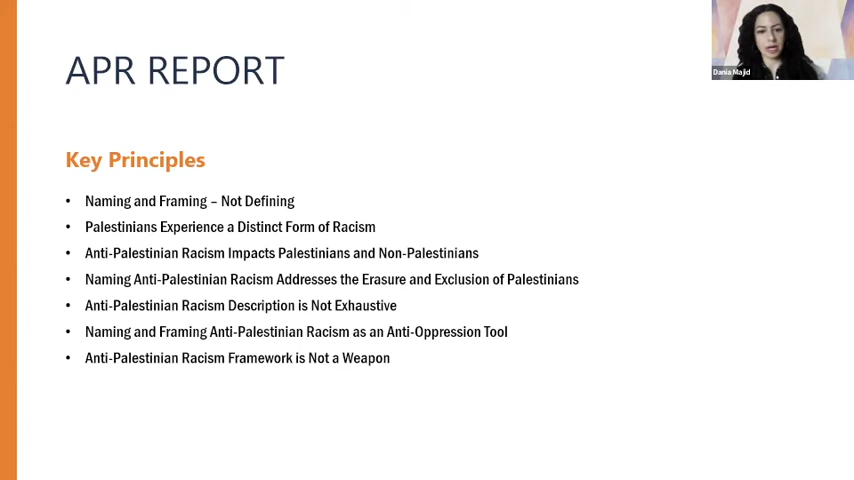 APR REPORT
Dania Majid
Key Principles
• Naming and Framing – Not Defining
• Palestinians Experience a Distinct Form of Racism
• Anti-Palestinian Racism Impacts Palestinians and Non-Palestinians
• Naming Anti-Palestinian Racism Addresses the Erasure and Exclusion of Palestinians
• Anti-Palestinian Racism Description is Not Exhaustive
• Naming and Framing Anti-Palestinian Racism as an Anti-Oppression Tool
• Anti-Palestinian Racism Framework is Not a Weapon